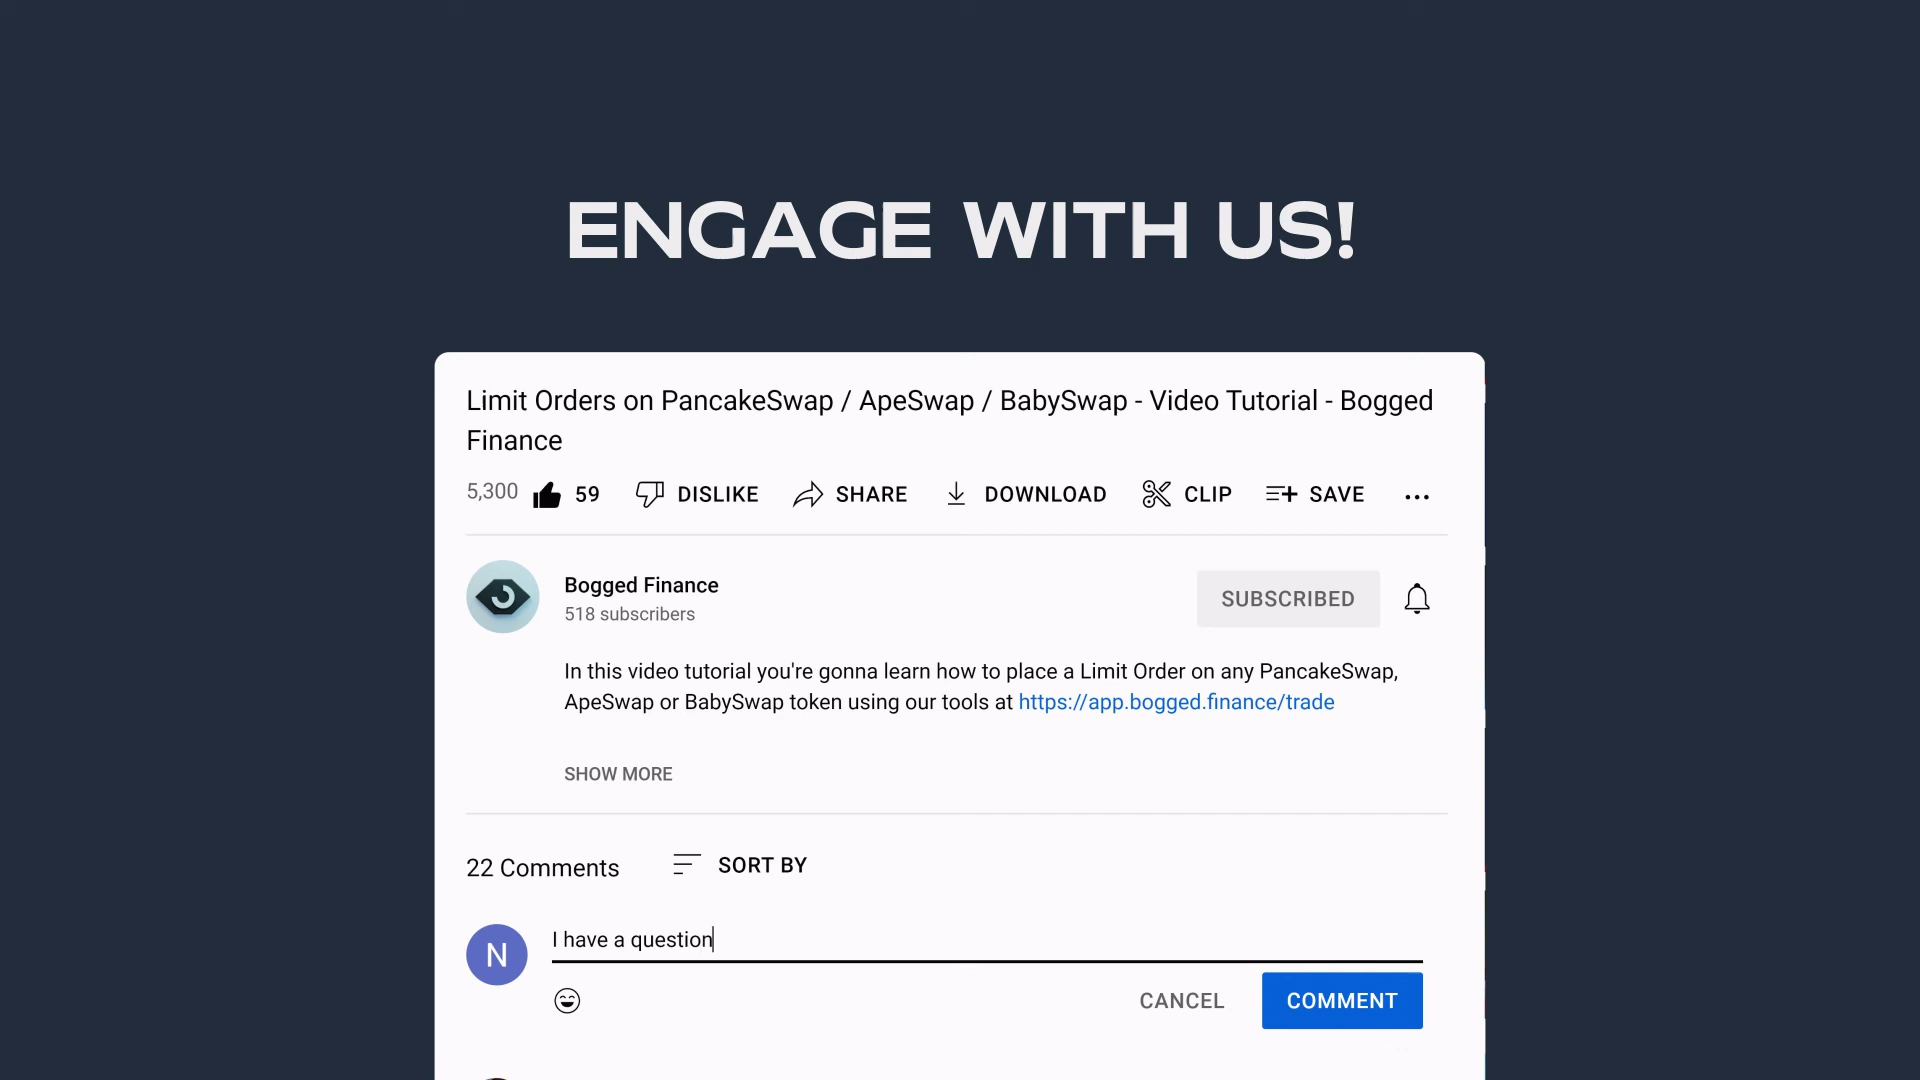 ENGAGE WITH US!
Limit Orders on PancakeSwap / ApeSwap / BabySwap - Video Tutorial - Bogged
Finance
5,300 59 DISLIKE SHARE DOWNLOAD CLIP SAVE ...
Bogged Finance
518 subscribers
SUBSCRIBED
In this video tutorial you're gonna learn how to place a Limit Order on any PancakeSwap,
ApeSwap or BabySwap token using our tools at https://app.bogged.finance/trade
SHOW MORE
22 Comments SORT BY
N
I have a question
CANCEL COMMENT